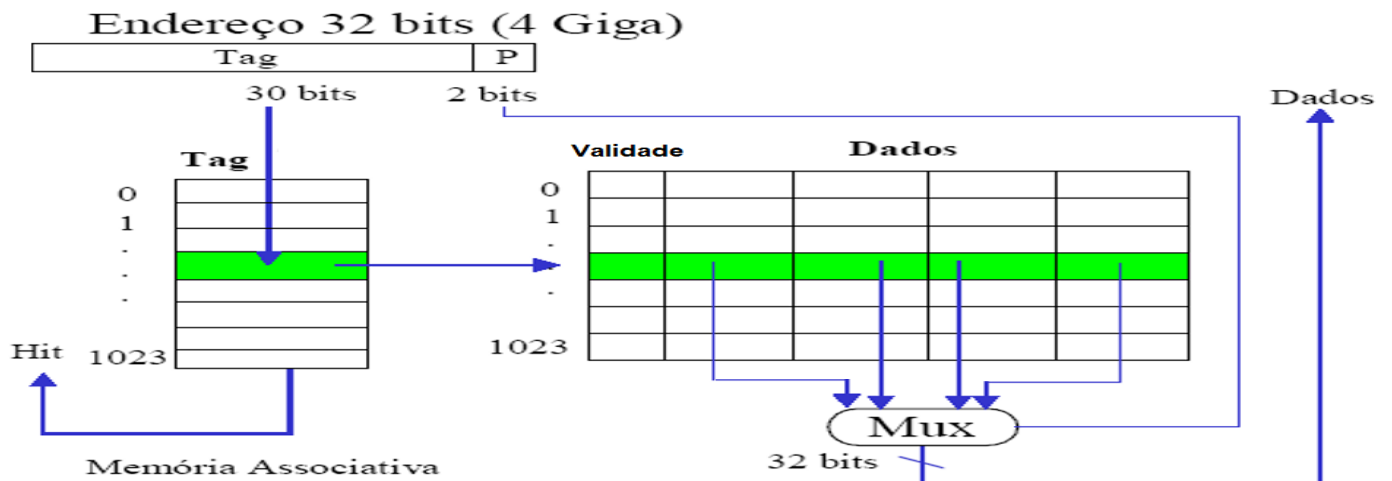 Endereço 32 bits (4 Giga)
Tag P
30 bits 2 bits
Dados
Tag
Validade Dados
0
1
.
.
.
1023
0
1
.
.
1023
Hit
Mux
32 bits
Memória Associativa